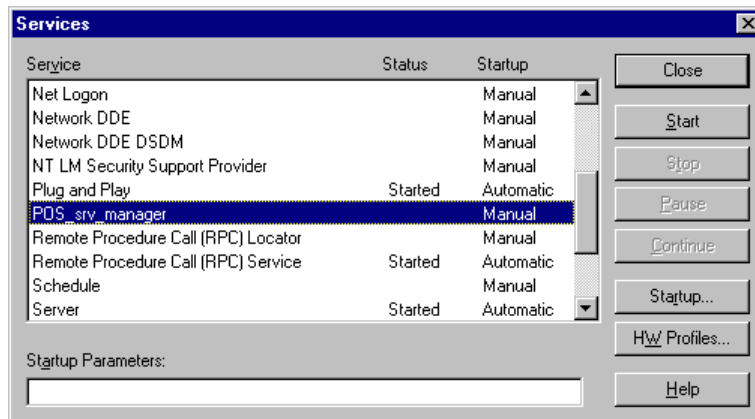 Services
Service Status Startup
Net Logon Manual
Network DDE Manual
Network DDE DSDM Manual
NT LM Security Support Provider Manual
Plug and Play Started Automatic
POS_srv_manager Manual
Remote Procedure Call (RPC) Locator Manual
Remote Procedure Call (RPC) Service Started Automatic
Schedule Manual
Server Started Automatic
Startup Parameters:
Close
Start
Stop
Pause
Continue
Startup...
HW Profiles...
Help